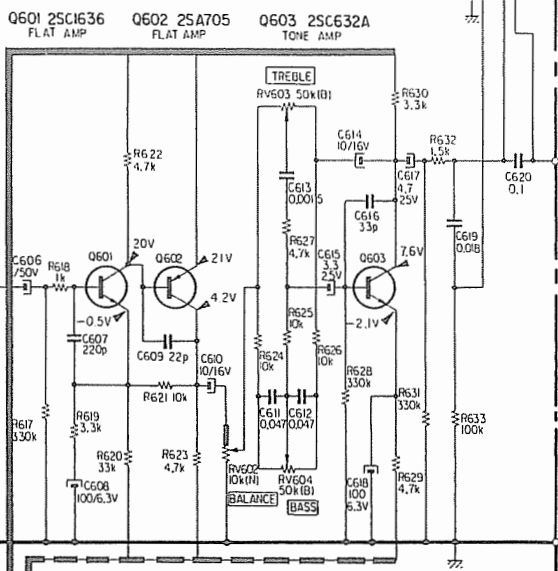 Q601 2SC1636
FLAT AMP
Q602 2SA705
FLAT AMP
Q603 2SC632A
TONE AMP
TREBLE
RV603 50k(B)
R630
3.3k
C614
10/16V
R632
1.5k
R622
4.7k
C617
4.7
25V
C620
0.1
C613
0.0015
C616
33p
C619
0.018
R627
4.7k
20V
Q601
Q602
21V
C615
3.3
25V
Q603
7.6V
C606
/50V
R618
1k
4.2V
-0.5V
-2.1V
C607
220p
C609 22p
R625
10k
R624
10k
R626
10k
C610
10/16V
R628
330k
R621 10k
R631
330k
C611
0.047
C612
0.047
R617
330k
R619
3.3k
R633
100k
R620
33k
R623
4.7k
RV602
10k(N)
RV604
50k(B)
C618
100
6.3V
R629
4.7k
C608
100/6.3V
BALANCE
BASS